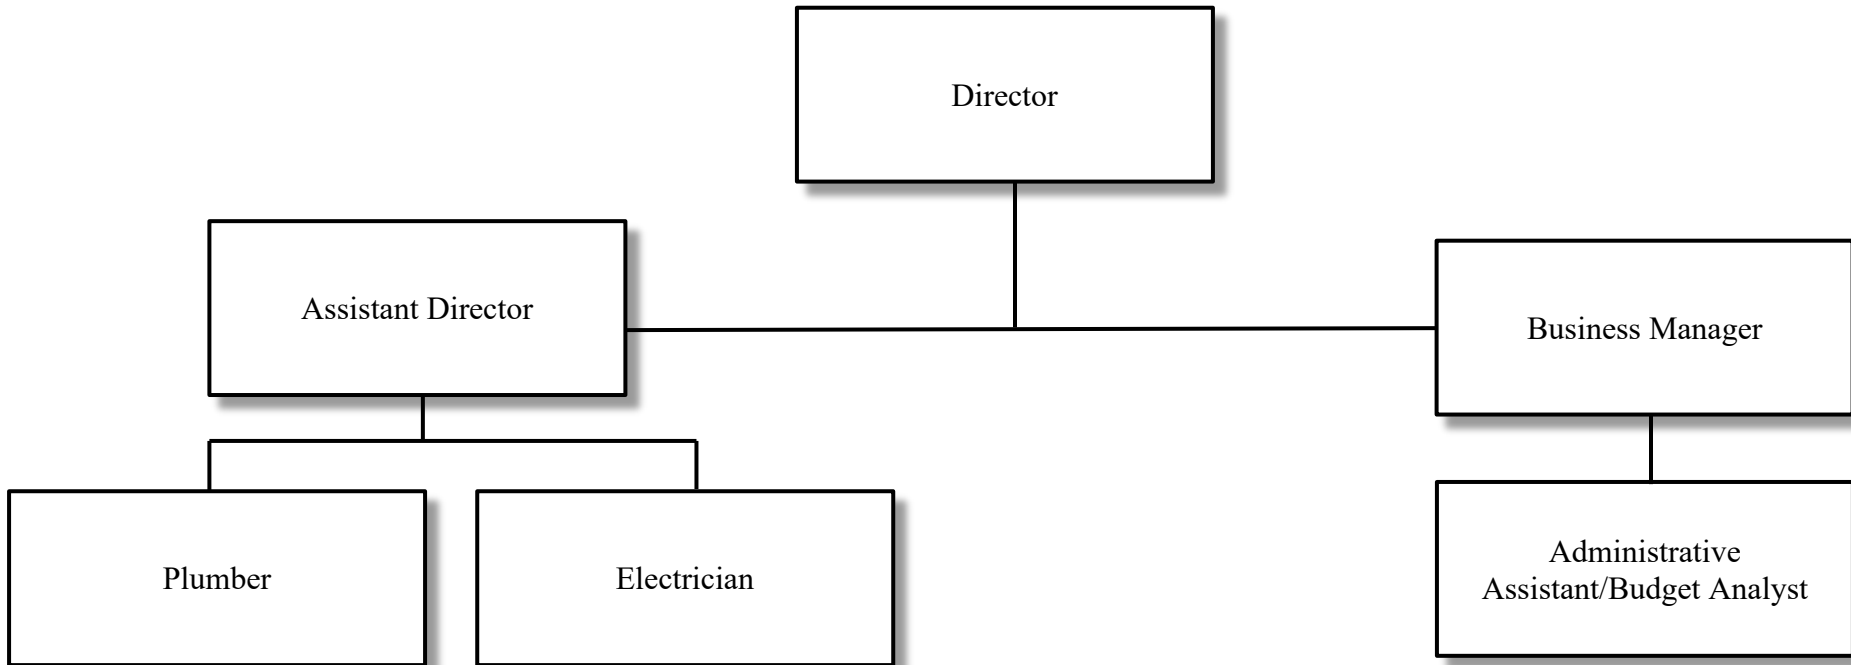 Director
Assistant Director
Business Manager
Plumber
Electrician
Administrative
Assistant/Budget Analyst